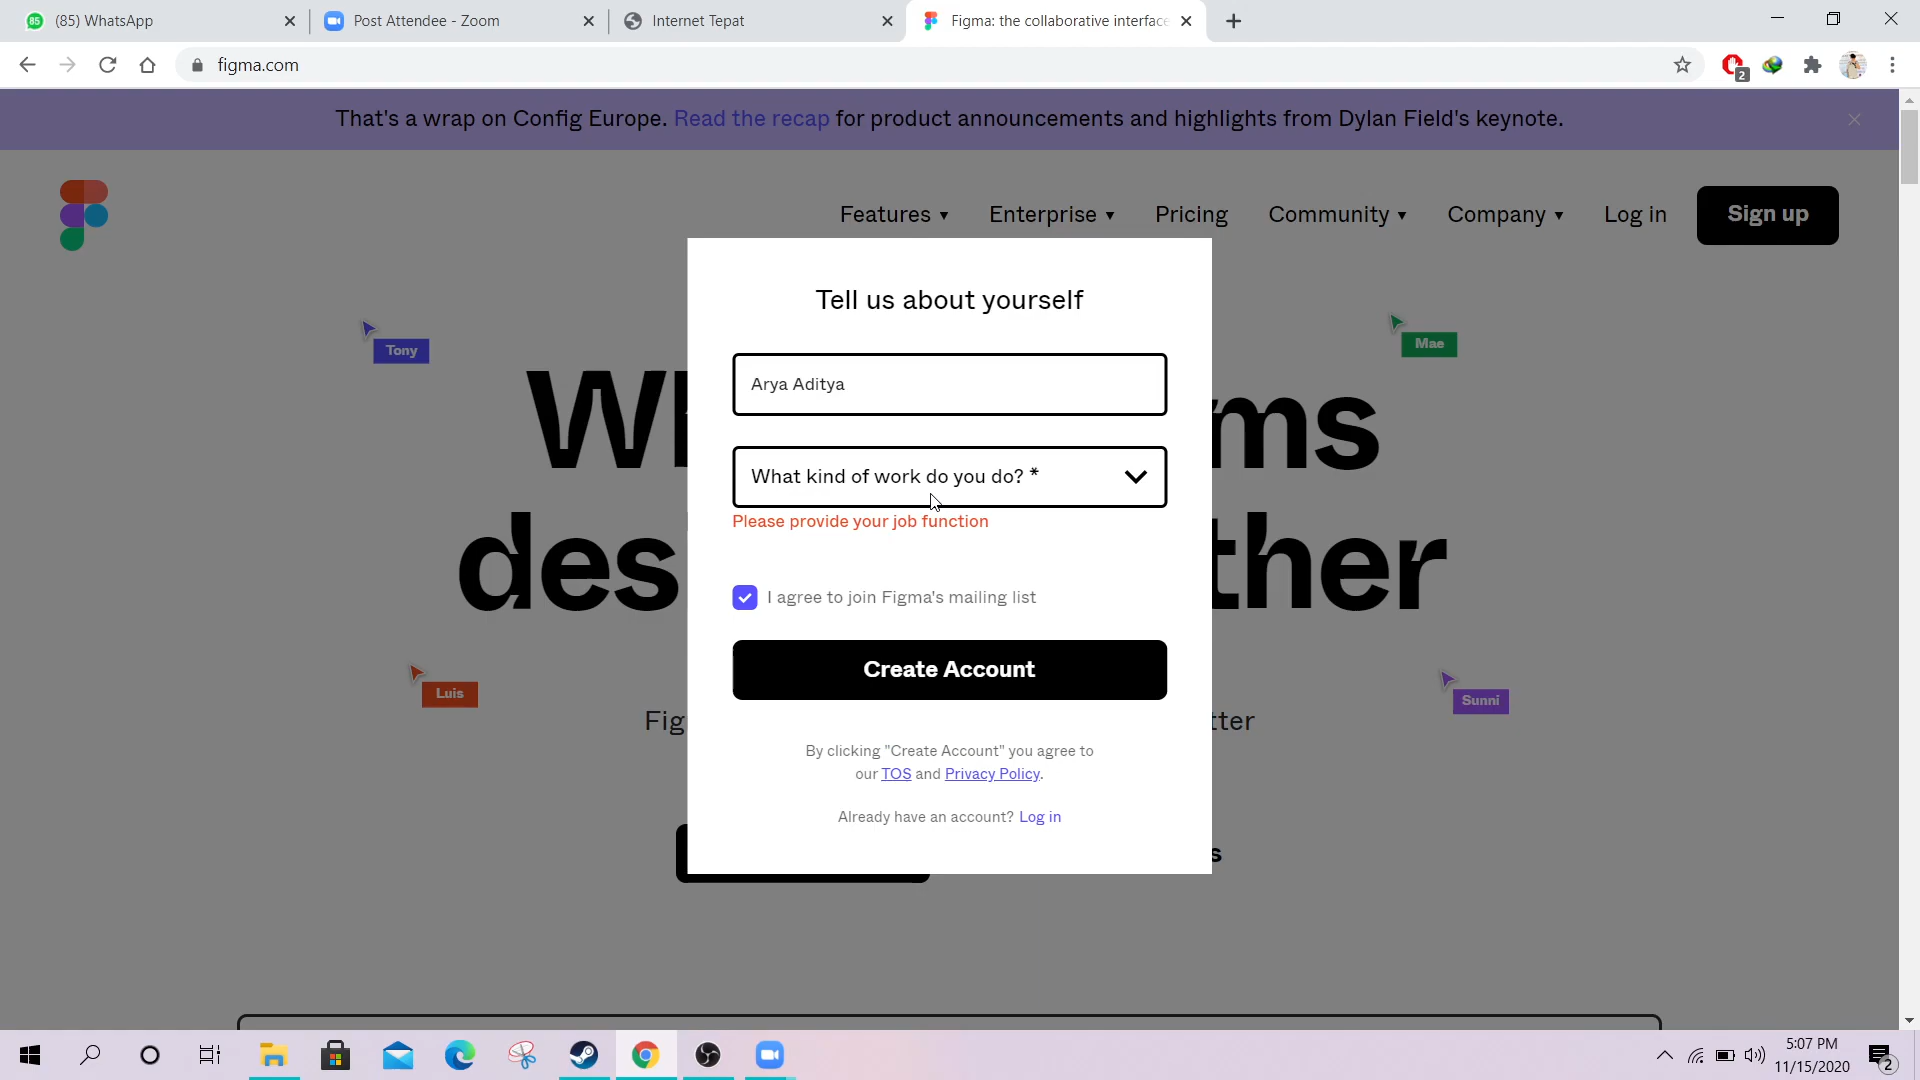 85
(85) WhatsApp
Post Attendee - Zoom
Internet Tepat
Figma: the collaborative interface
figma.com
2
That's a wrap on Config Europe. Read the recap for product announcements and highlights from Dylan Field's keynote.
Features
Enterprise
Pricing
Community
Company
Log in
Sign up
Tell us about yourself
Tony
Mae
Arya Aditya
What kind of work do you do? *
Please provide your job function
I agree to join Figma's mailing list
Create Account
Luis
Sunni
By clicking "Create Account" you agree to
our TOS and Privacy Policy.
Already have an account? Log in
5:07 PM
11/15/2020
2